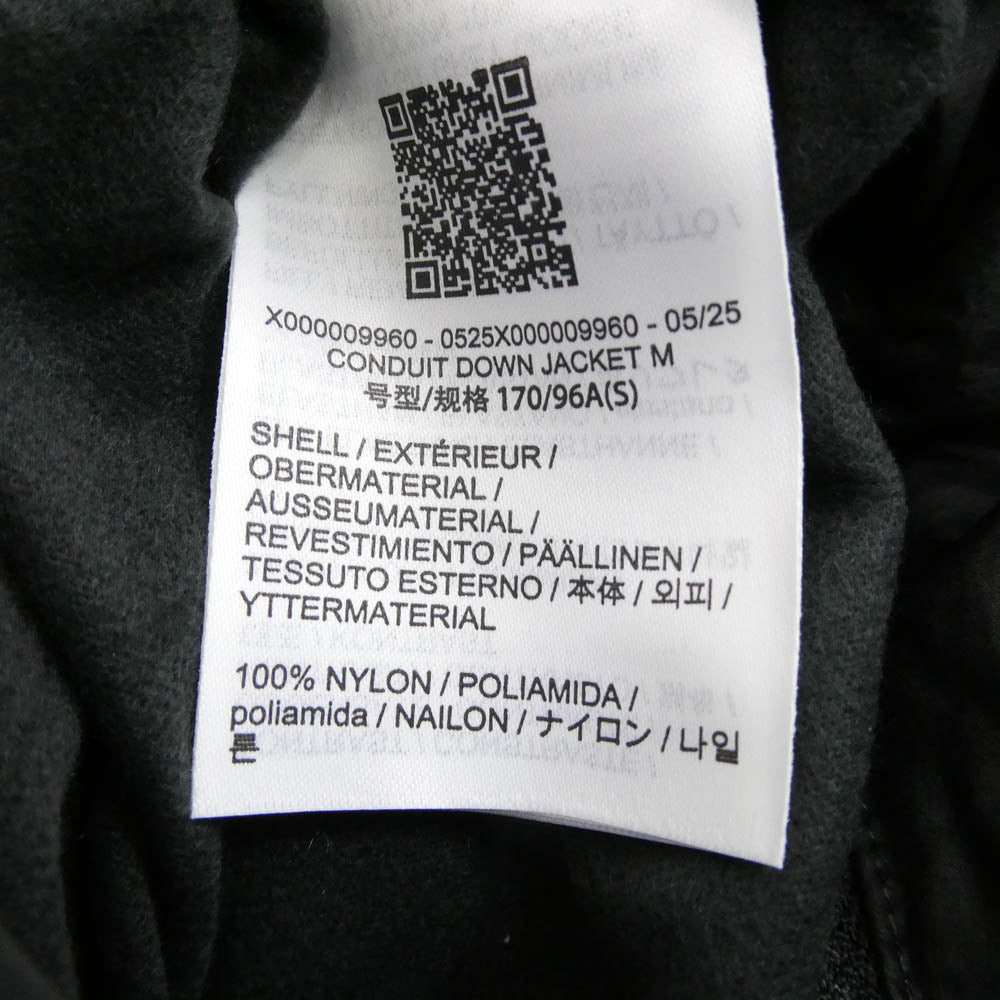 X000009960 - 0525X000009960 - 05/25
CONDUIT DOWN JACKET M
号型/规格 170/96A(S)
SHELL / EXTÉRIEUR /
OBERMATERIAL /
AUSSEUMATERIAL /
REVESTIMIENTO / PÄÄLLINEN /
TESSUTO ESTERNO / 本体 / 외피 /
YTTERMATERIAL
100% NYLON / POLIAMIDA /
poliamida / NAILON / ナイロン / 나일
론